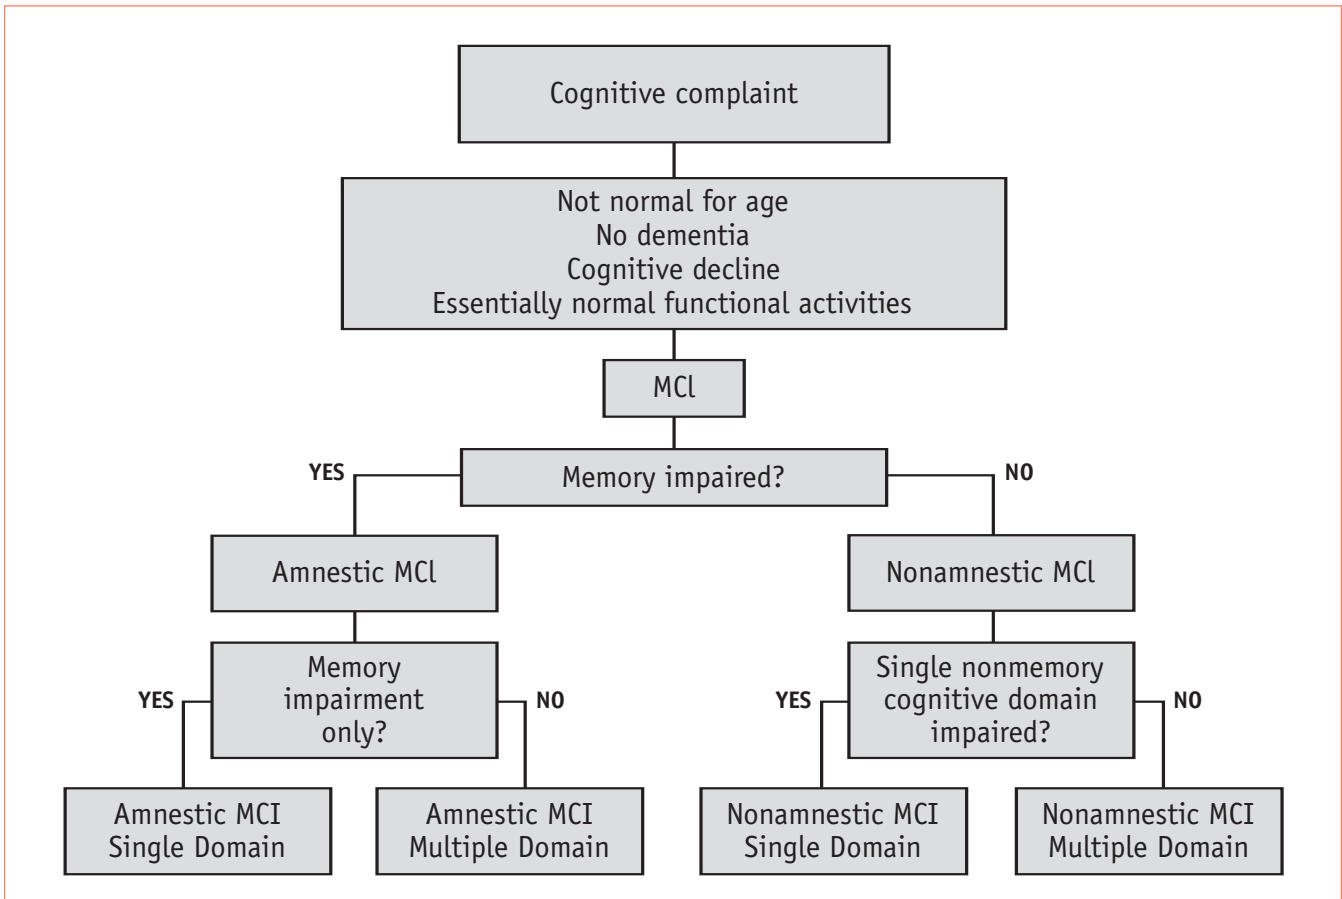 Cognitive complaint
Not normal for age
No dementia
Cognitive decline
Essentially normal functional activities
MCl
Memory impaired?
YES
NO
Amnestic MCl
Nonamnestic MCl
Memory
impairment
only?
YES
NO
Single nonmemory
cognitive domain
impaired?
YES
NO
Amnestic MCI
Single Domain
Amnestic MCI
Multiple Domain
Nonamnestic MCI
Single Domain
Nonamnestic MCI
Multiple Domain